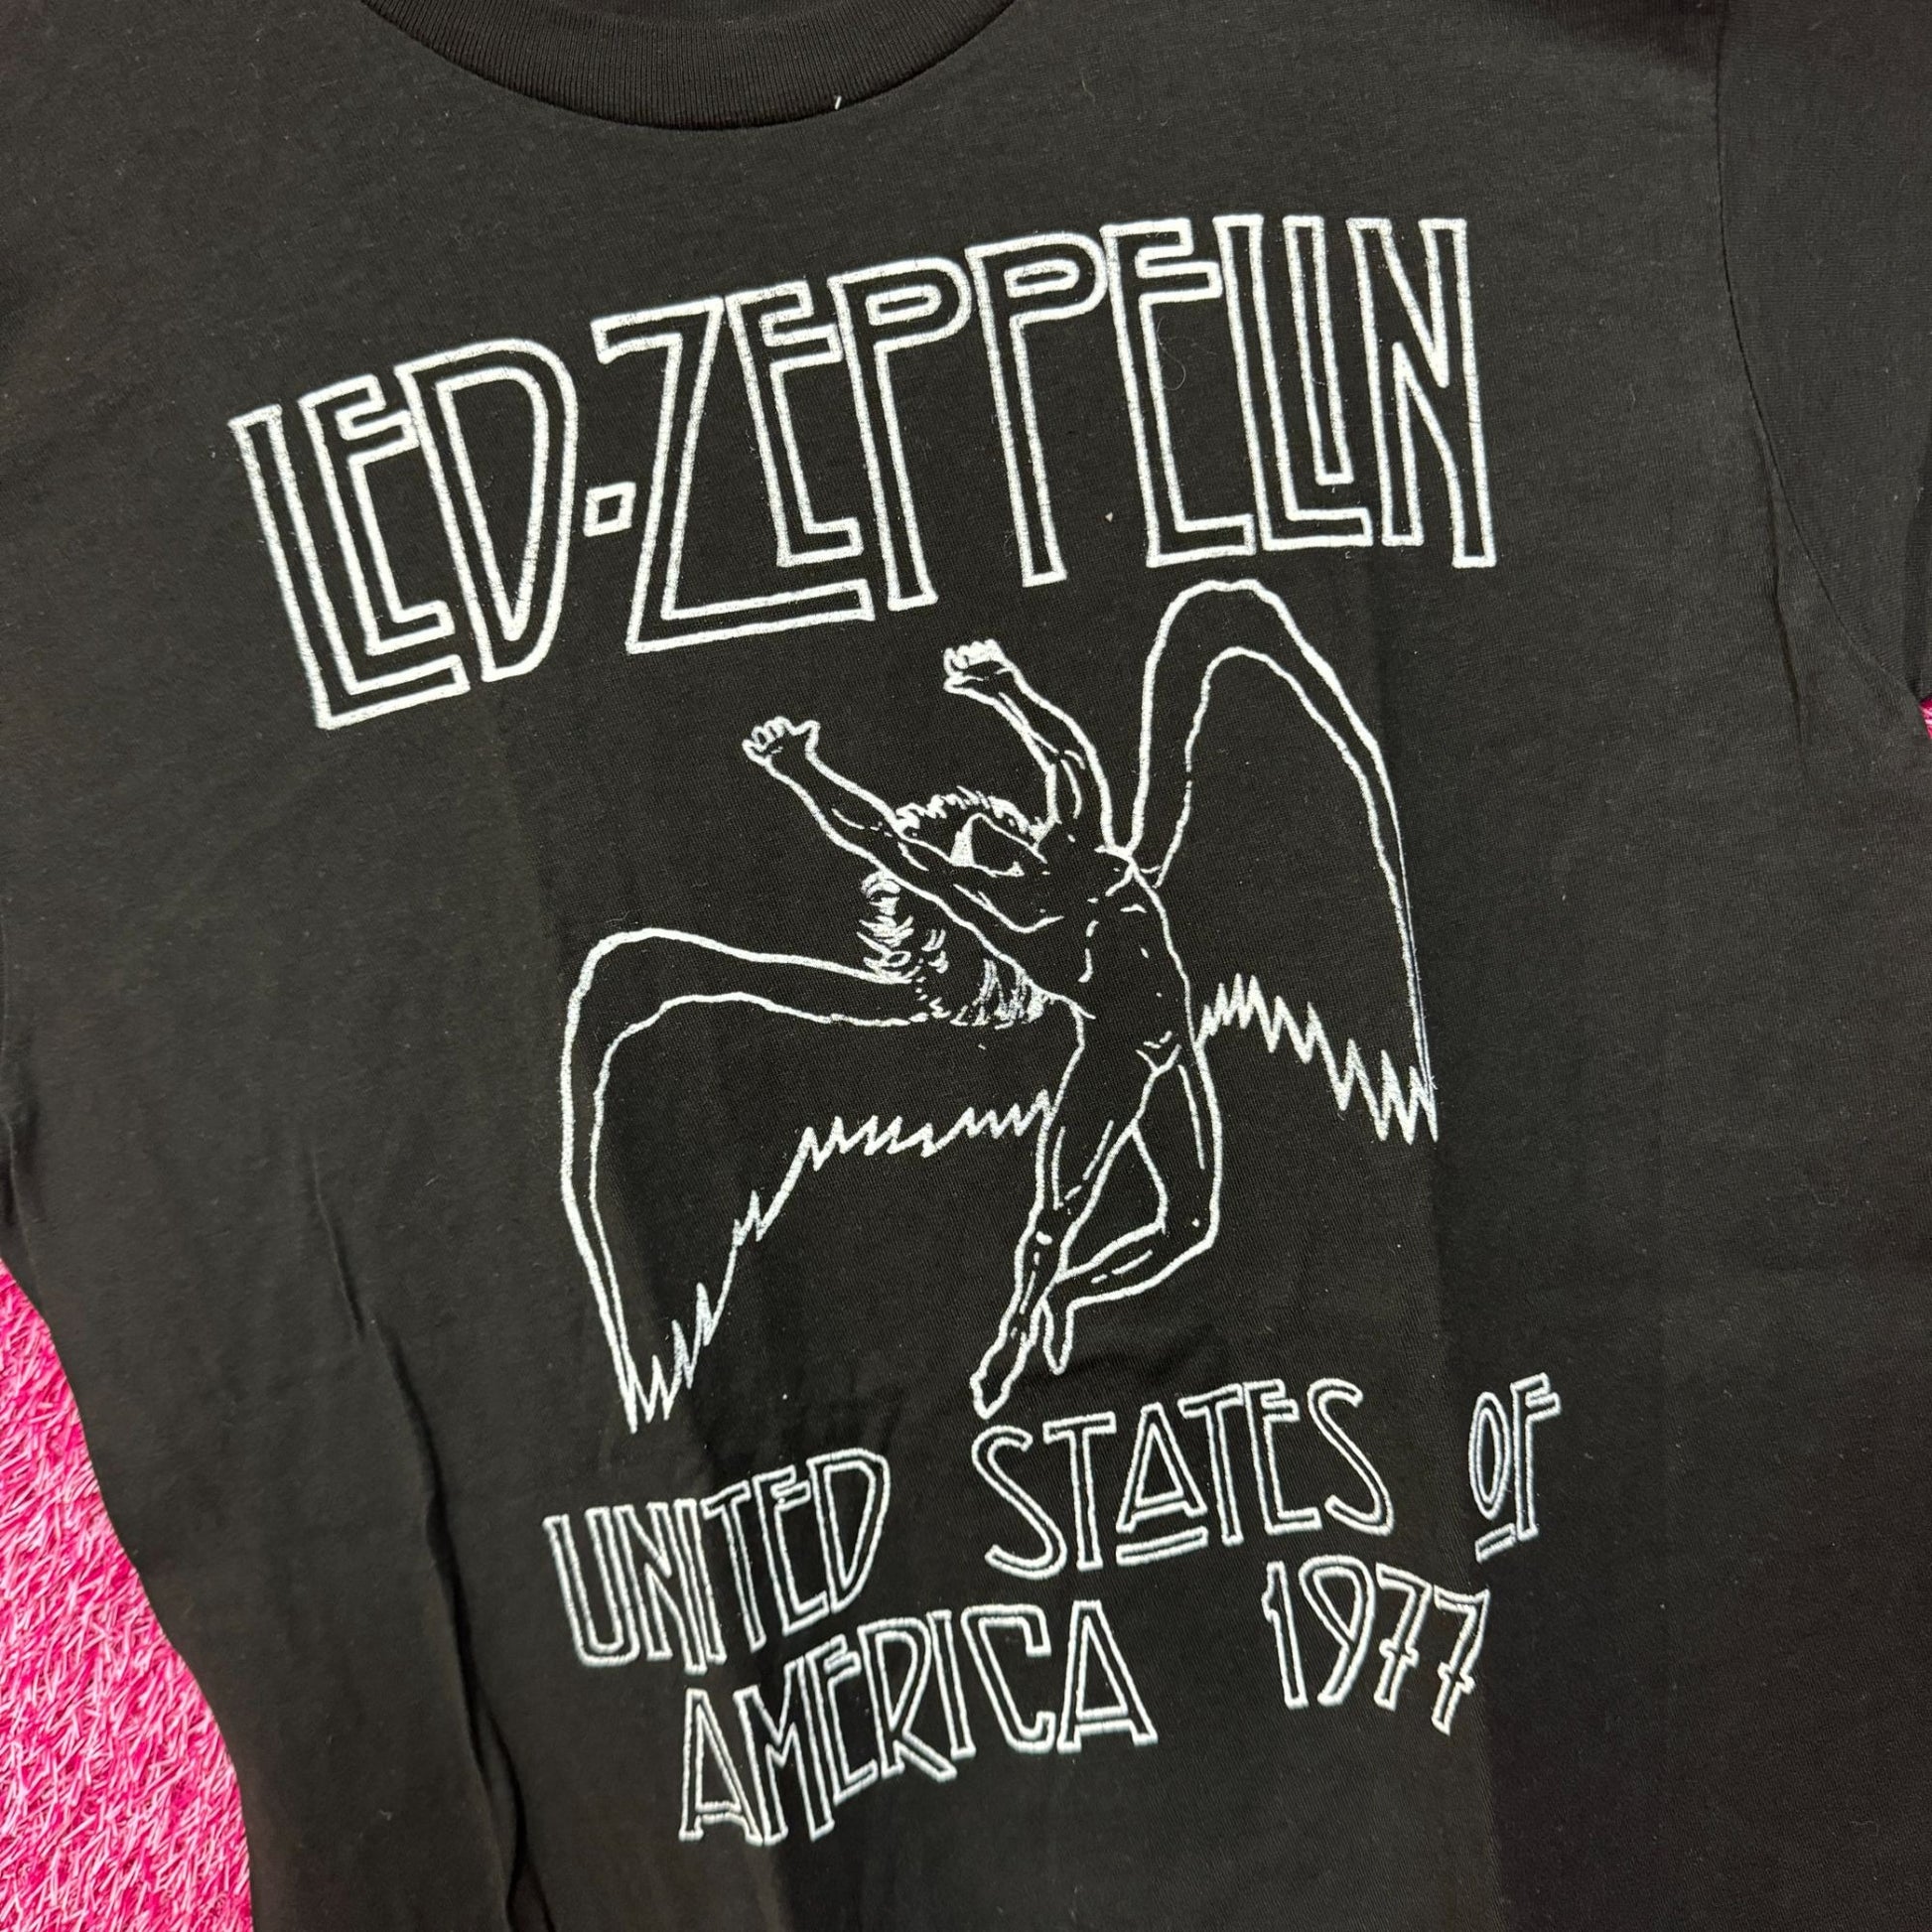 LED-ZEPPELIN
UNITED STATES OF
AMERICA 1977